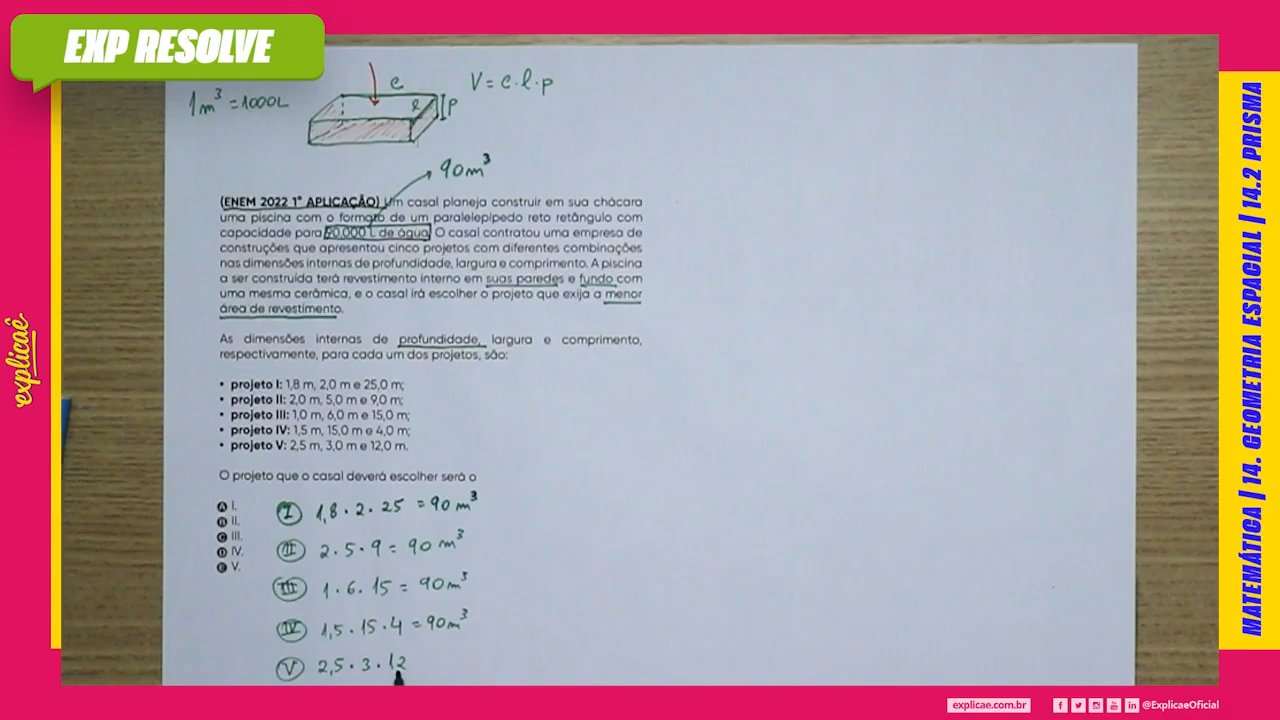 EXP RESOLVE
1m³ = 1000L
c
l
p
V = c · l · p
90m³
(ENEM 2022 1ª APLICAÇÃO) Um casal planeja construir em sua chácara
uma piscina com o formato de um paralelepípedo reto retângulo com
capacidade para 90.000 L de água. O casal contratou uma empresa de
construções que apresentou cinco projetos com diferentes combinações
nas dimensões internas de profundidade, largura e comprimento. A piscina
a ser construída terá revestimento interno em suas paredes e fundo com
uma mesma cerâmica, e o casal irá escolher o projeto que exija a menor
área de revestimento.
As dimensões internas de profundidade, largura e comprimento,
respectivamente, para cada um dos projetos, são:
• projeto I: 1,8 m, 2,0 m e 25,0 m;
• projeto II: 2,0 m, 5,0 m e 9,0 m;
• projeto III: 1,0 m, 6,0 m e 15,0 m;
• projeto IV: 1,5 m, 15,0 m e 4,0 m;
• projeto V: 2,5 m, 3,0 m e 12,0 m.
O projeto que o casal deverá escolher será o
A I.
B II.
C III.
D IV.
E V.
I 1,8 · 2 · 25 = 90 m³
II 2 · 5 · 9 = 90 m³
III 1 · 6 · 15 = 90m³
IV 1,5 · 15 · 4 = 90m³
V 2,5 · 3 · 12
explicaê
MATEMÁTICA | 14. GEOMETRIA ESPACIAL | 14.2 PRISMA
explicae.com.br
@ExplicaeOficial